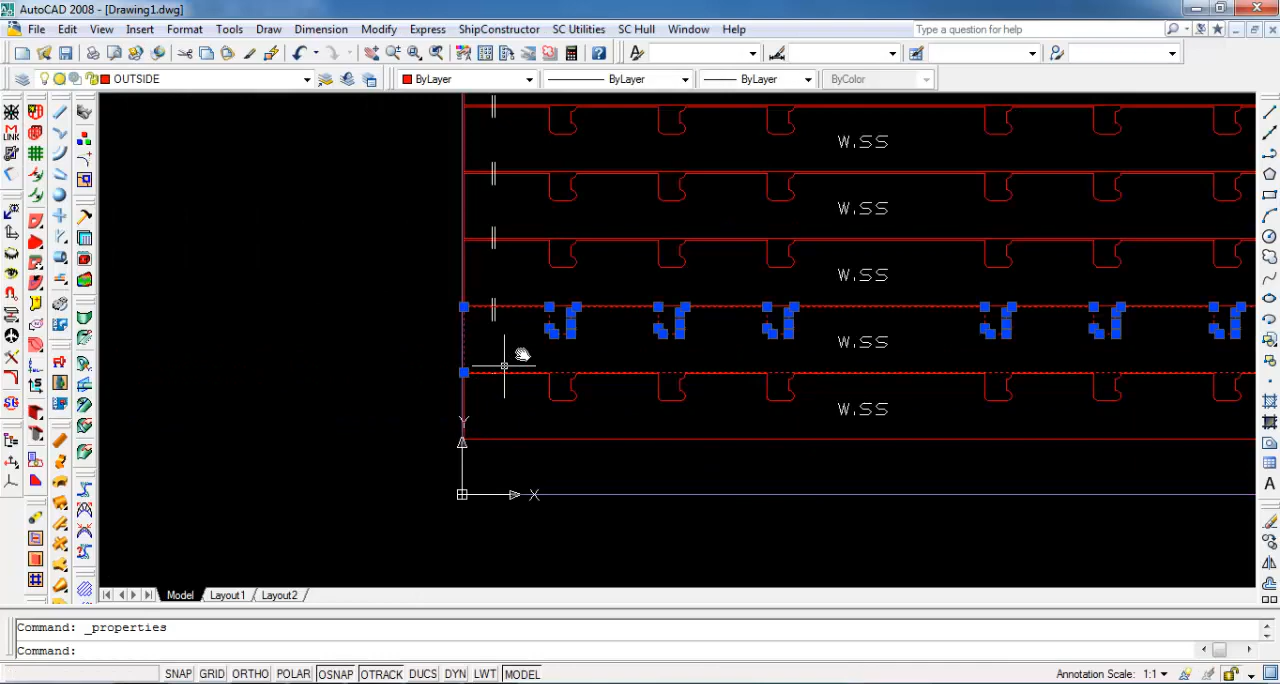 AutoCAD 2008 - [Drawing1.dwg]
File Edit View Insert Format Tools Draw Dimension Modify Express ShipConstructor SC Utilities SC Hull Window Help Type a question for help
OUTSIDE ByLayer ByLayer ByLayer ByColor
M
LINK
W.SS
W.SS
W.SS
W.SS
W.SS
Y
X
Model Layout1 Layout2
Command: _properties
Command:
SNAP GRID ORTHO POLAR OSNAP OTRACK DUCS DYN LWT MODEL Annotation Scale: 1:1